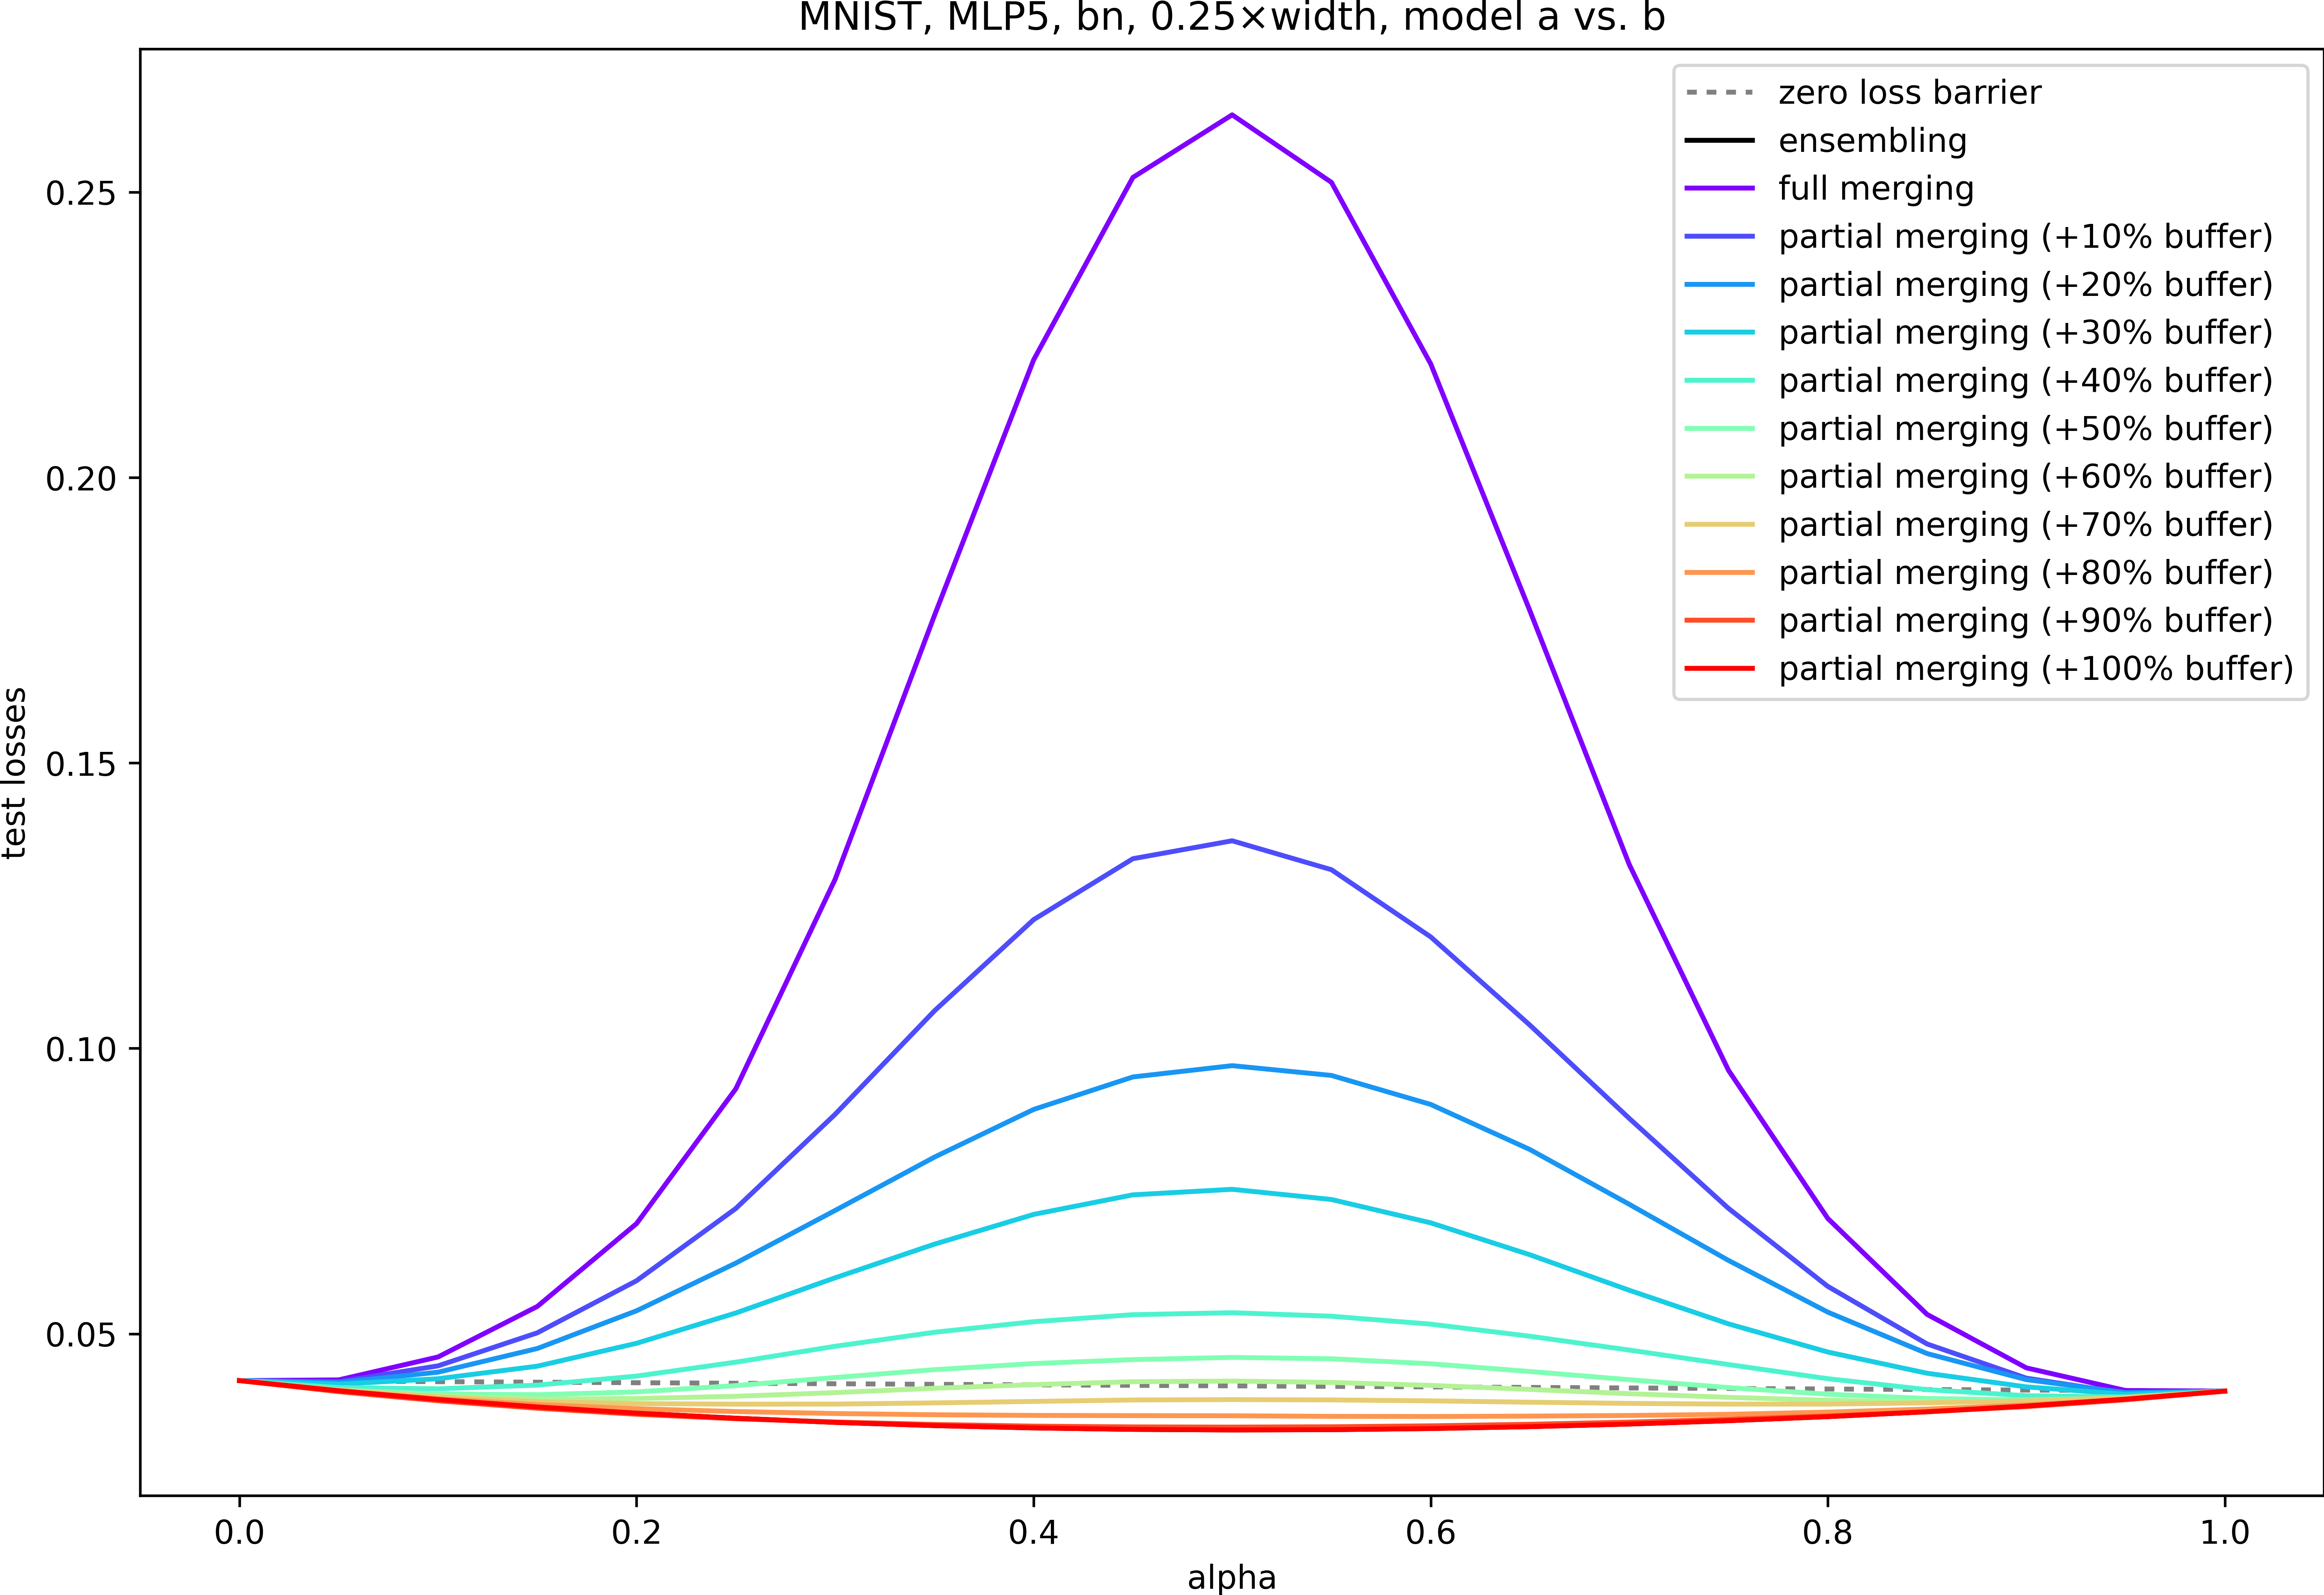 MNIST, MLP5, bn, 0.25×width, model a vs. b
zero loss barrier
ensembling
full merging
partial merging (+10% buffer)
partial merging (+20% buffer)
partial merging (+30% buffer)
partial merging (+40% buffer)
partial merging (+50% buffer)
partial merging (+60% buffer)
partial merging (+70% buffer)
partial merging (+80% buffer)
partial merging (+90% buffer)
partial merging (+100% buffer)
test losses
0.25
0.20
0.15
0.10
0.05
0.0 0.2 0.4 0.6 0.8 1.0
alpha